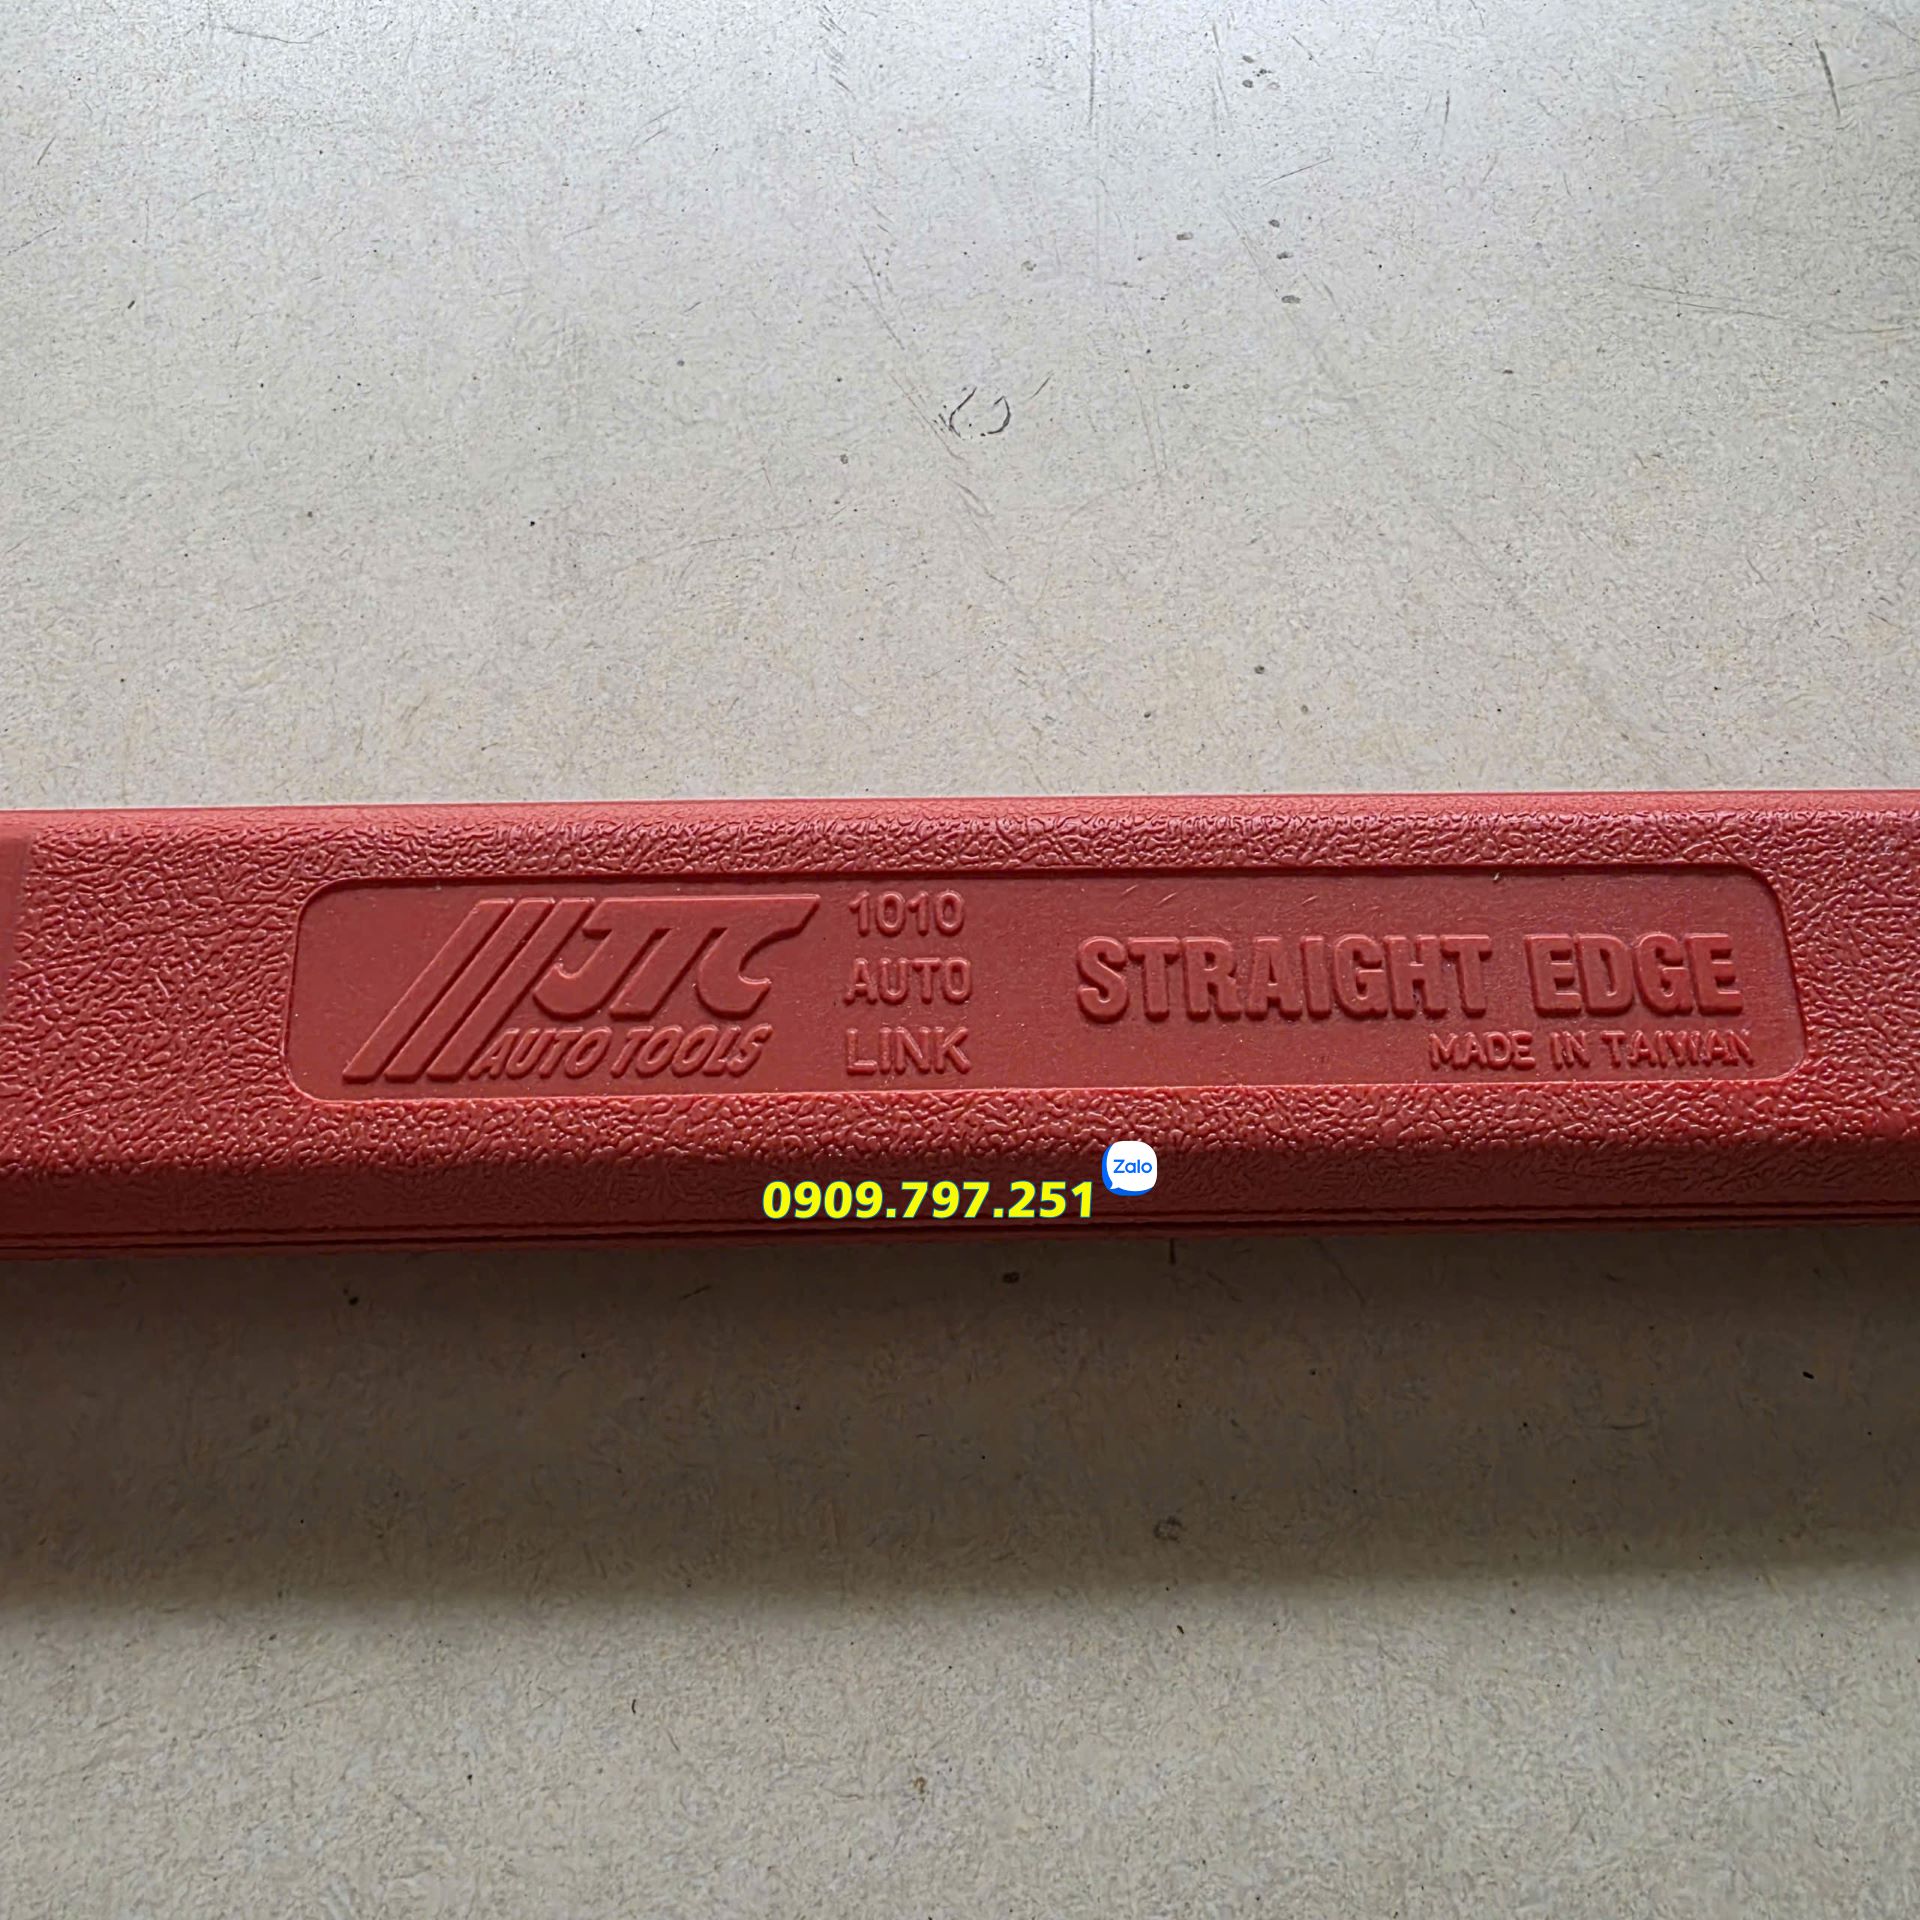 JTC
AUTO TOOLS
1010
AUTO
LINK
STRAIGHT EDGE
MADE IN TAIWAN
Zalo
0909.797.251